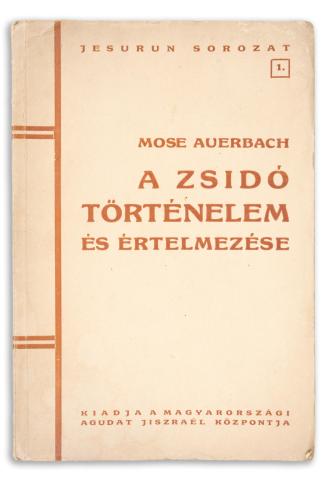 JESURUN SOROZAT
1.
MOSE AUERBACH
A ZSIDÓ
TÖRTÉNELEM
ÉS ÉRTELMEZÉSE
KIADJA A MAGYARORSZÁGI
AGUDAT JISZRAÉL KÖZPONTJA